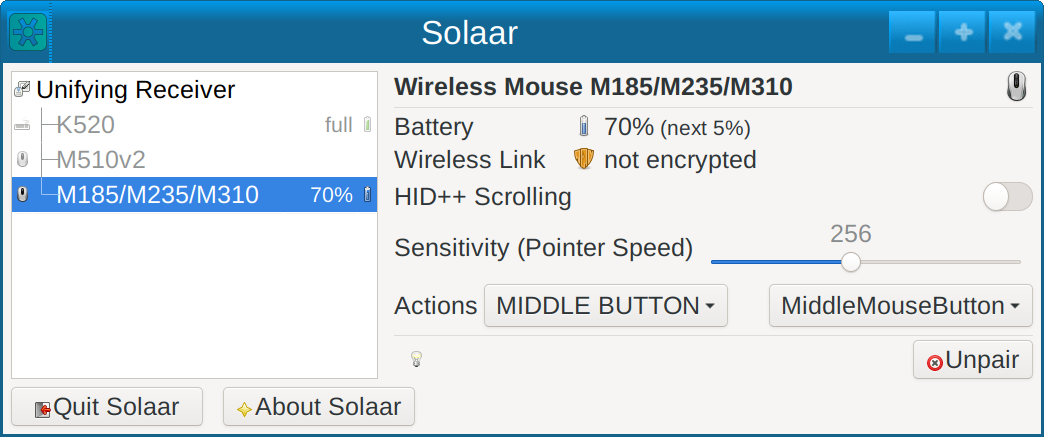 Solaar
Unifying Receiver
K520 full
M510v2
M185/M235/M310 70%
Wireless Mouse M185/M235/M310
Battery 70% (next 5%)
Wireless Link not encrypted
HID++ Scrolling
Sensitivity (Pointer Speed) 256
Actions MIDDLE BUTTON MiddleMouseButton
Unpair
Quit Solaar About Solaar